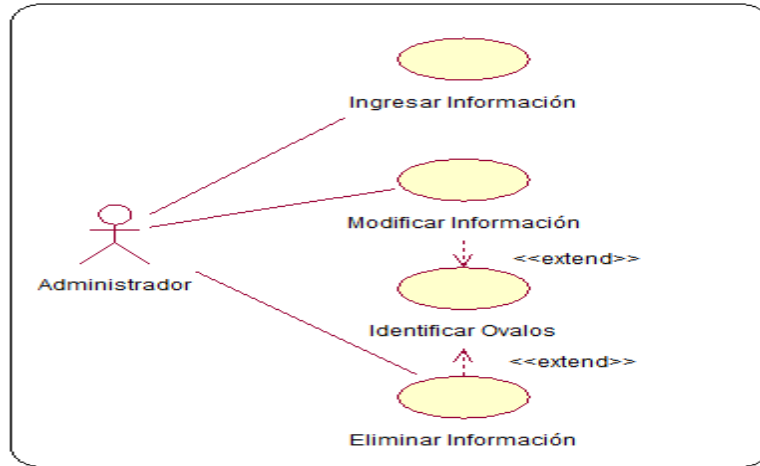 Ingresar Información
Modificar Información
<<extend>>
Administrador
Identificar Ovalos
<<extend>>
Eliminar Información